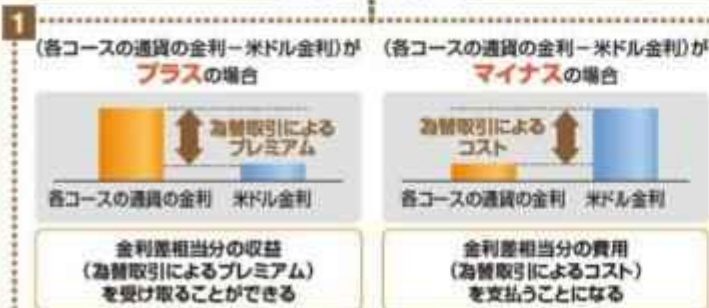 1
(各コースの通貨の金利－米ドル金利)が
プラスの場合
為替取引による
プレミアム
各コースの通貨の金利 米ドル金利
金利差相当分の収益
(為替取引によるプレミアム)
を受け取ることができる
(各コースの通貨の金利－米ドル金利)が
マイナスの場合
為替取引による
コスト
各コースの通貨の金利 米ドル金利
金利差相当分の費用
(為替取引によるコスト)
を支払うことになる